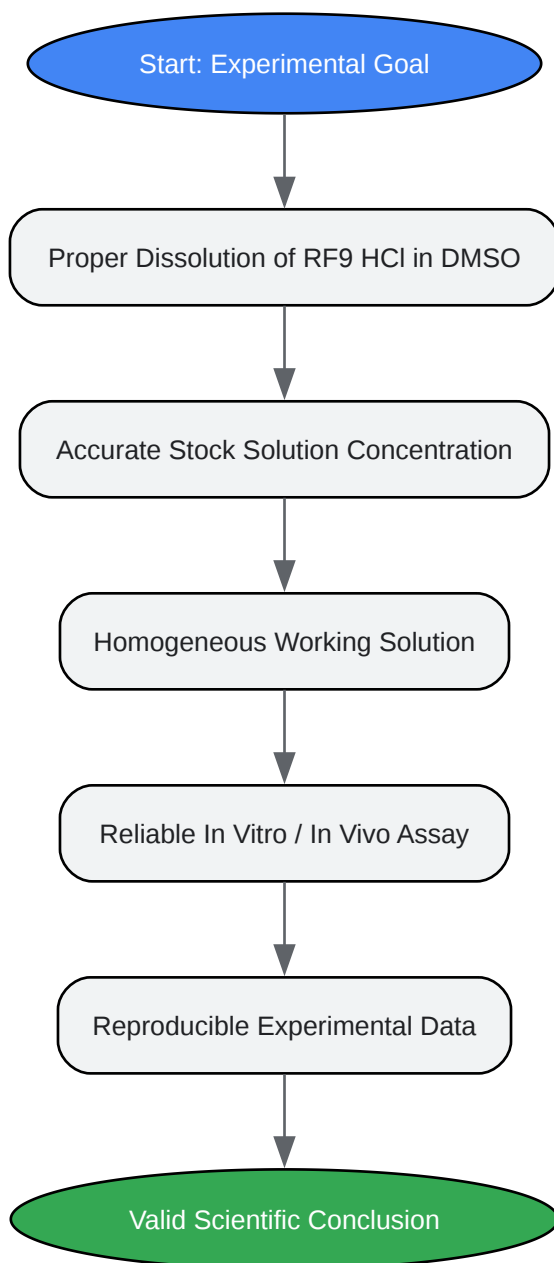 Start: Experimental Goal
Proper Dissolution of RF9 HCl in DMSO
Accurate Stock Solution Concentration
Homogeneous Working Solution
Reliable In Vitro / In Vivo Assay
Reproducible Experimental Data
Valid Scientific Conclusion